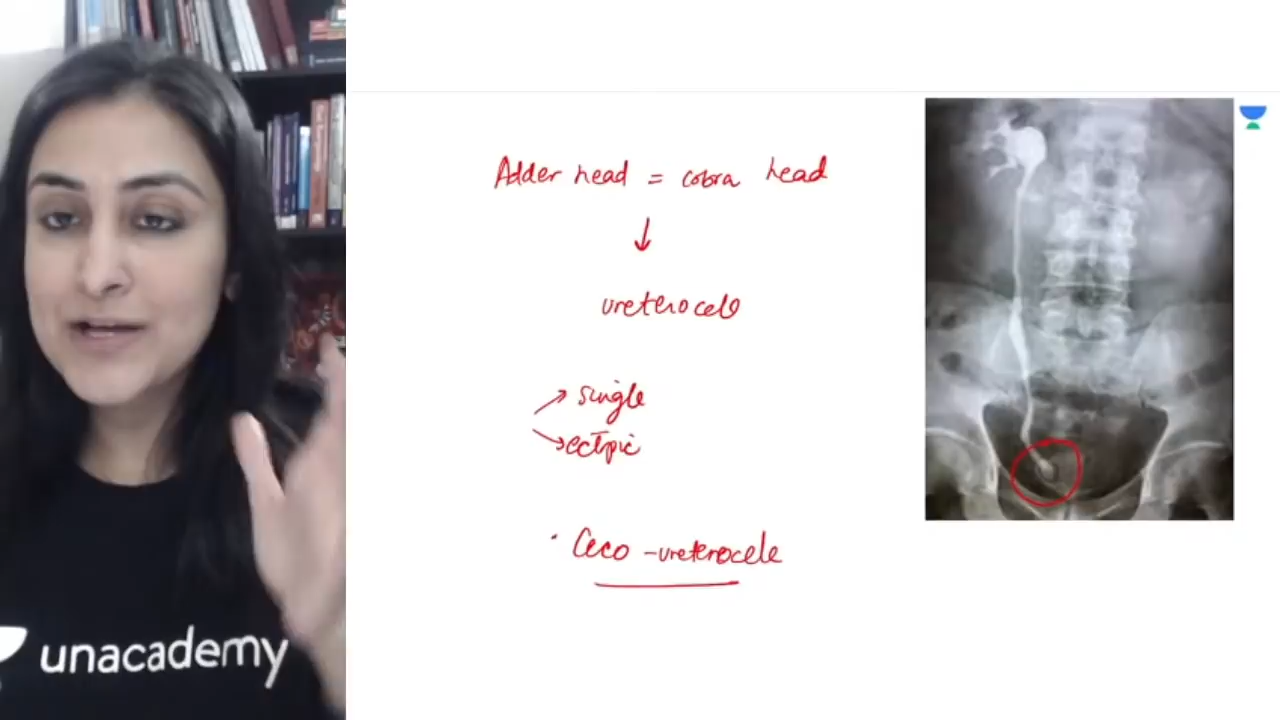 Adder head = cobra head
↓
ureterocele
→ single
→ ectopic
• Ceco-ureterocele
unacademy